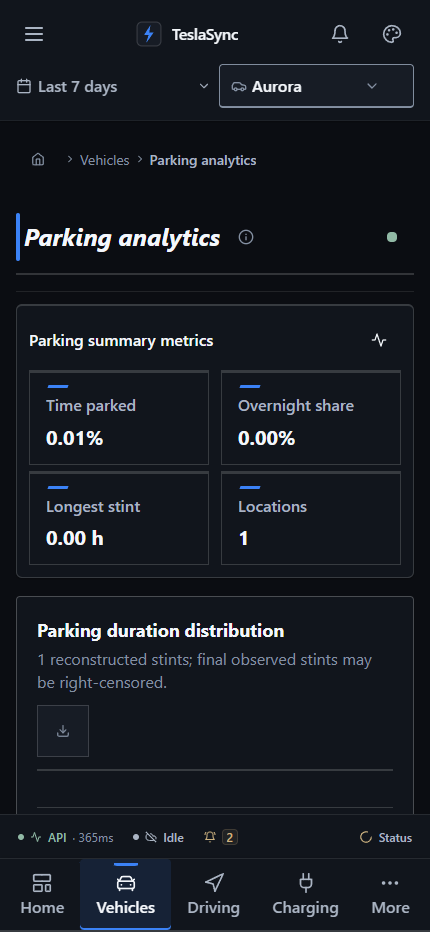 TeslaSync
Last 7 days
Aurora
Vehicles
Parking analytics
Parking analytics
Parking summary metrics
Time parked
0.01%
Overnight share
0.00%
Longest stint
0.00 h
Locations
1
Parking duration distribution
1 reconstructed stints; final observed stints may
be right-censored.
API · 365ms
Idle
2
Status
Home
Vehicles
Driving
Charging
More